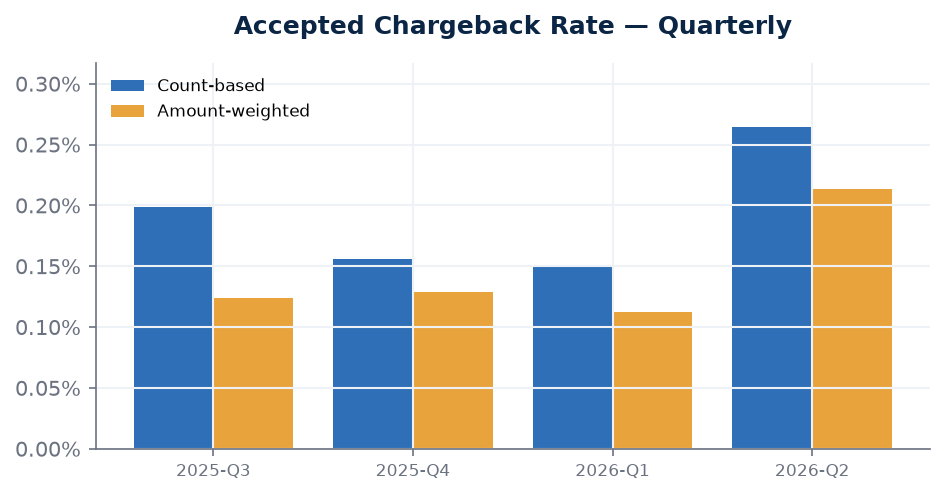 Accepted Chargeback Rate — Quarterly
0.30%
0.25%
0.20%
0.15%
0.10%
0.05%
0.00%
Count-based
Amount-weighted
2025-Q3
2025-Q4
2026-Q1
2026-Q2